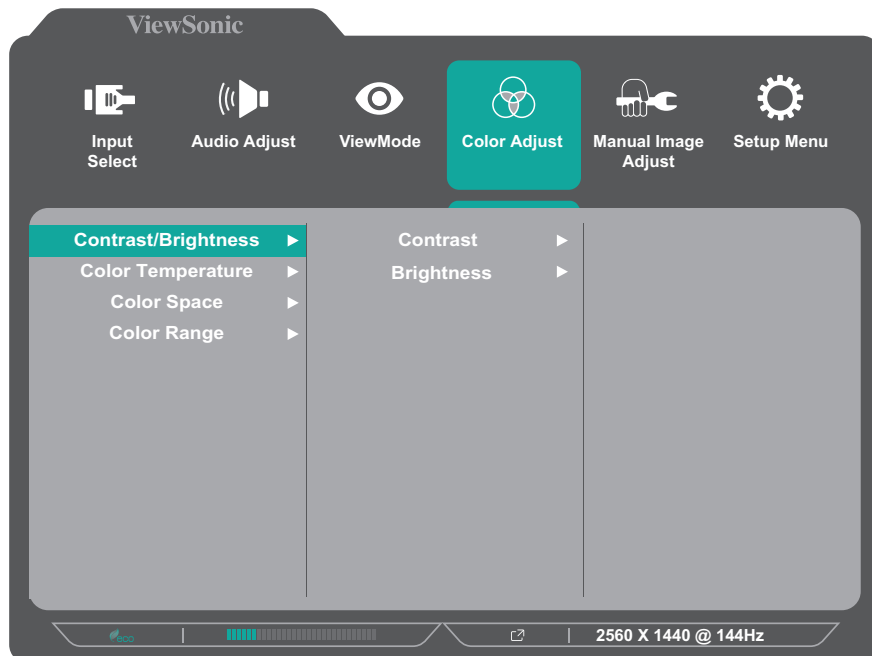 ViewSonic
Input
Select
Audio Adjust
ViewMode
Color Adjust
Manual Image
Adjust
Setup Menu
Contrast/Brightness
Contrast
Color Temperature
Brightness
Color Space
Color Range
eco
2560 X 1440 @ 144Hz